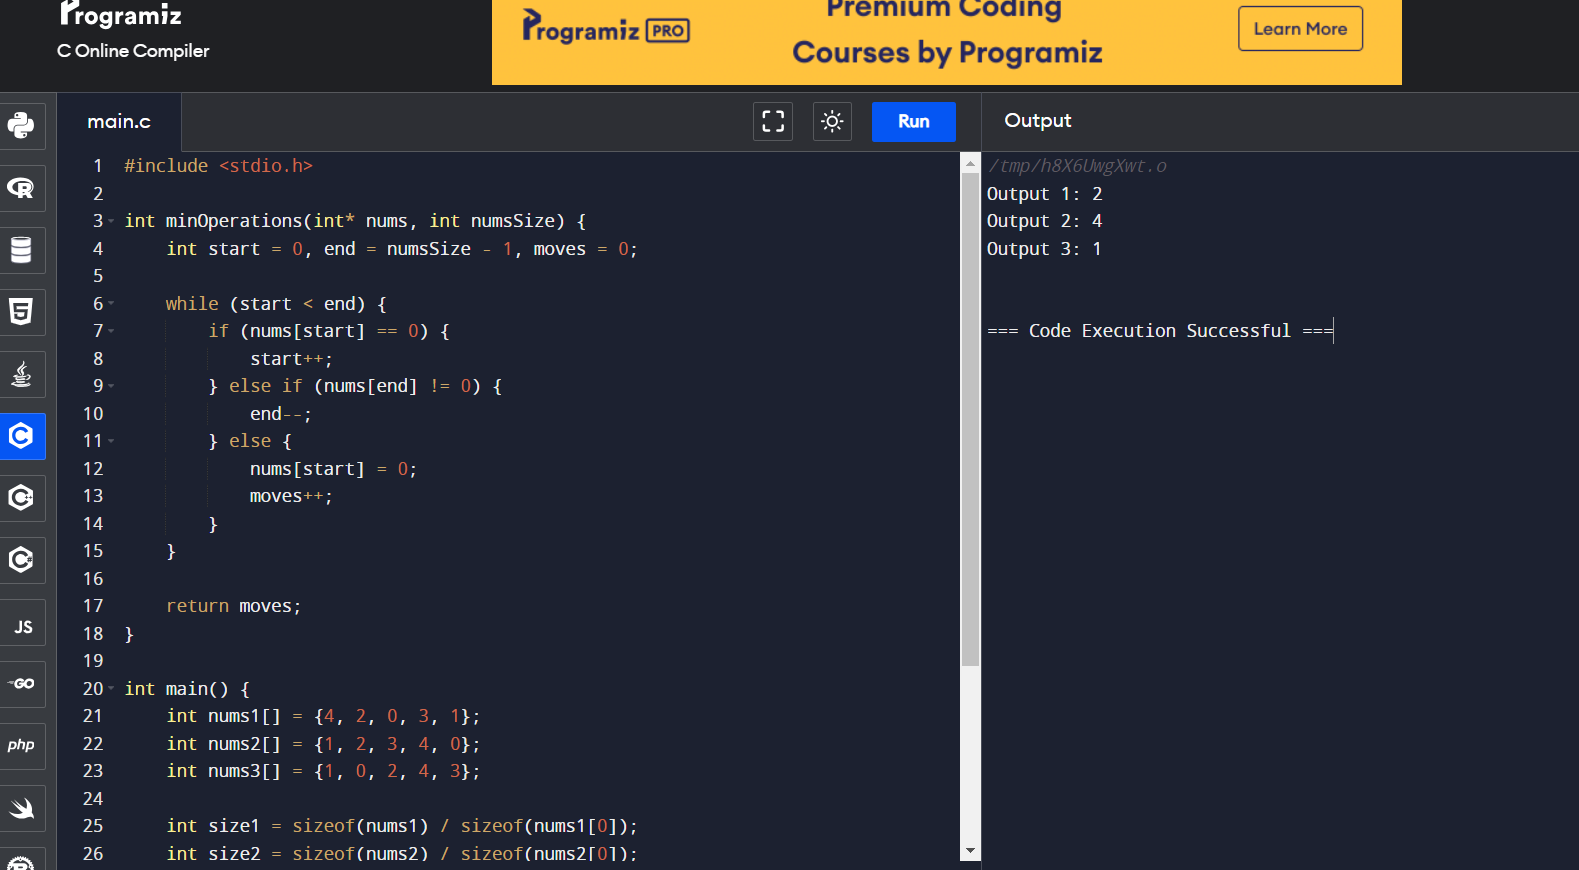 Programiz
C Online Compiler
Programiz PRO
Premium Coding
Courses by Programiz
Learn More
main.c
Run
Output
1 #include <stdio.h>
2
3 int minOperations(int* nums, int numsSize) {
4     int start = 0, end = numsSize - 1, moves = 0;
5
6     while (start < end) {
7         if (nums[start] == 0) {
8             start++;
9         } else if (nums[end] != 0) {
10             end--;
11         } else {
12             nums[start] = 0;
13             moves++;
14         }
15     }
16
17     return moves;
18 }
19
20 int main() {
21     int nums1[] = {4, 2, 0, 3, 1};
22     int nums2[] = {1, 2, 3, 4, 0};
23     int nums3[] = {1, 0, 2, 4, 3};
24
25     int size1 = sizeof(nums1) / sizeof(nums1[0]);
26     int size2 = sizeof(nums2) / sizeof(nums2[0]);
/tmp/h8X6UwgXwt.o
Output 1: 2
Output 2: 4
Output 3: 1
=== Code Execution Successful ===
R
5
C
C++
C#
JS
GO
php
R